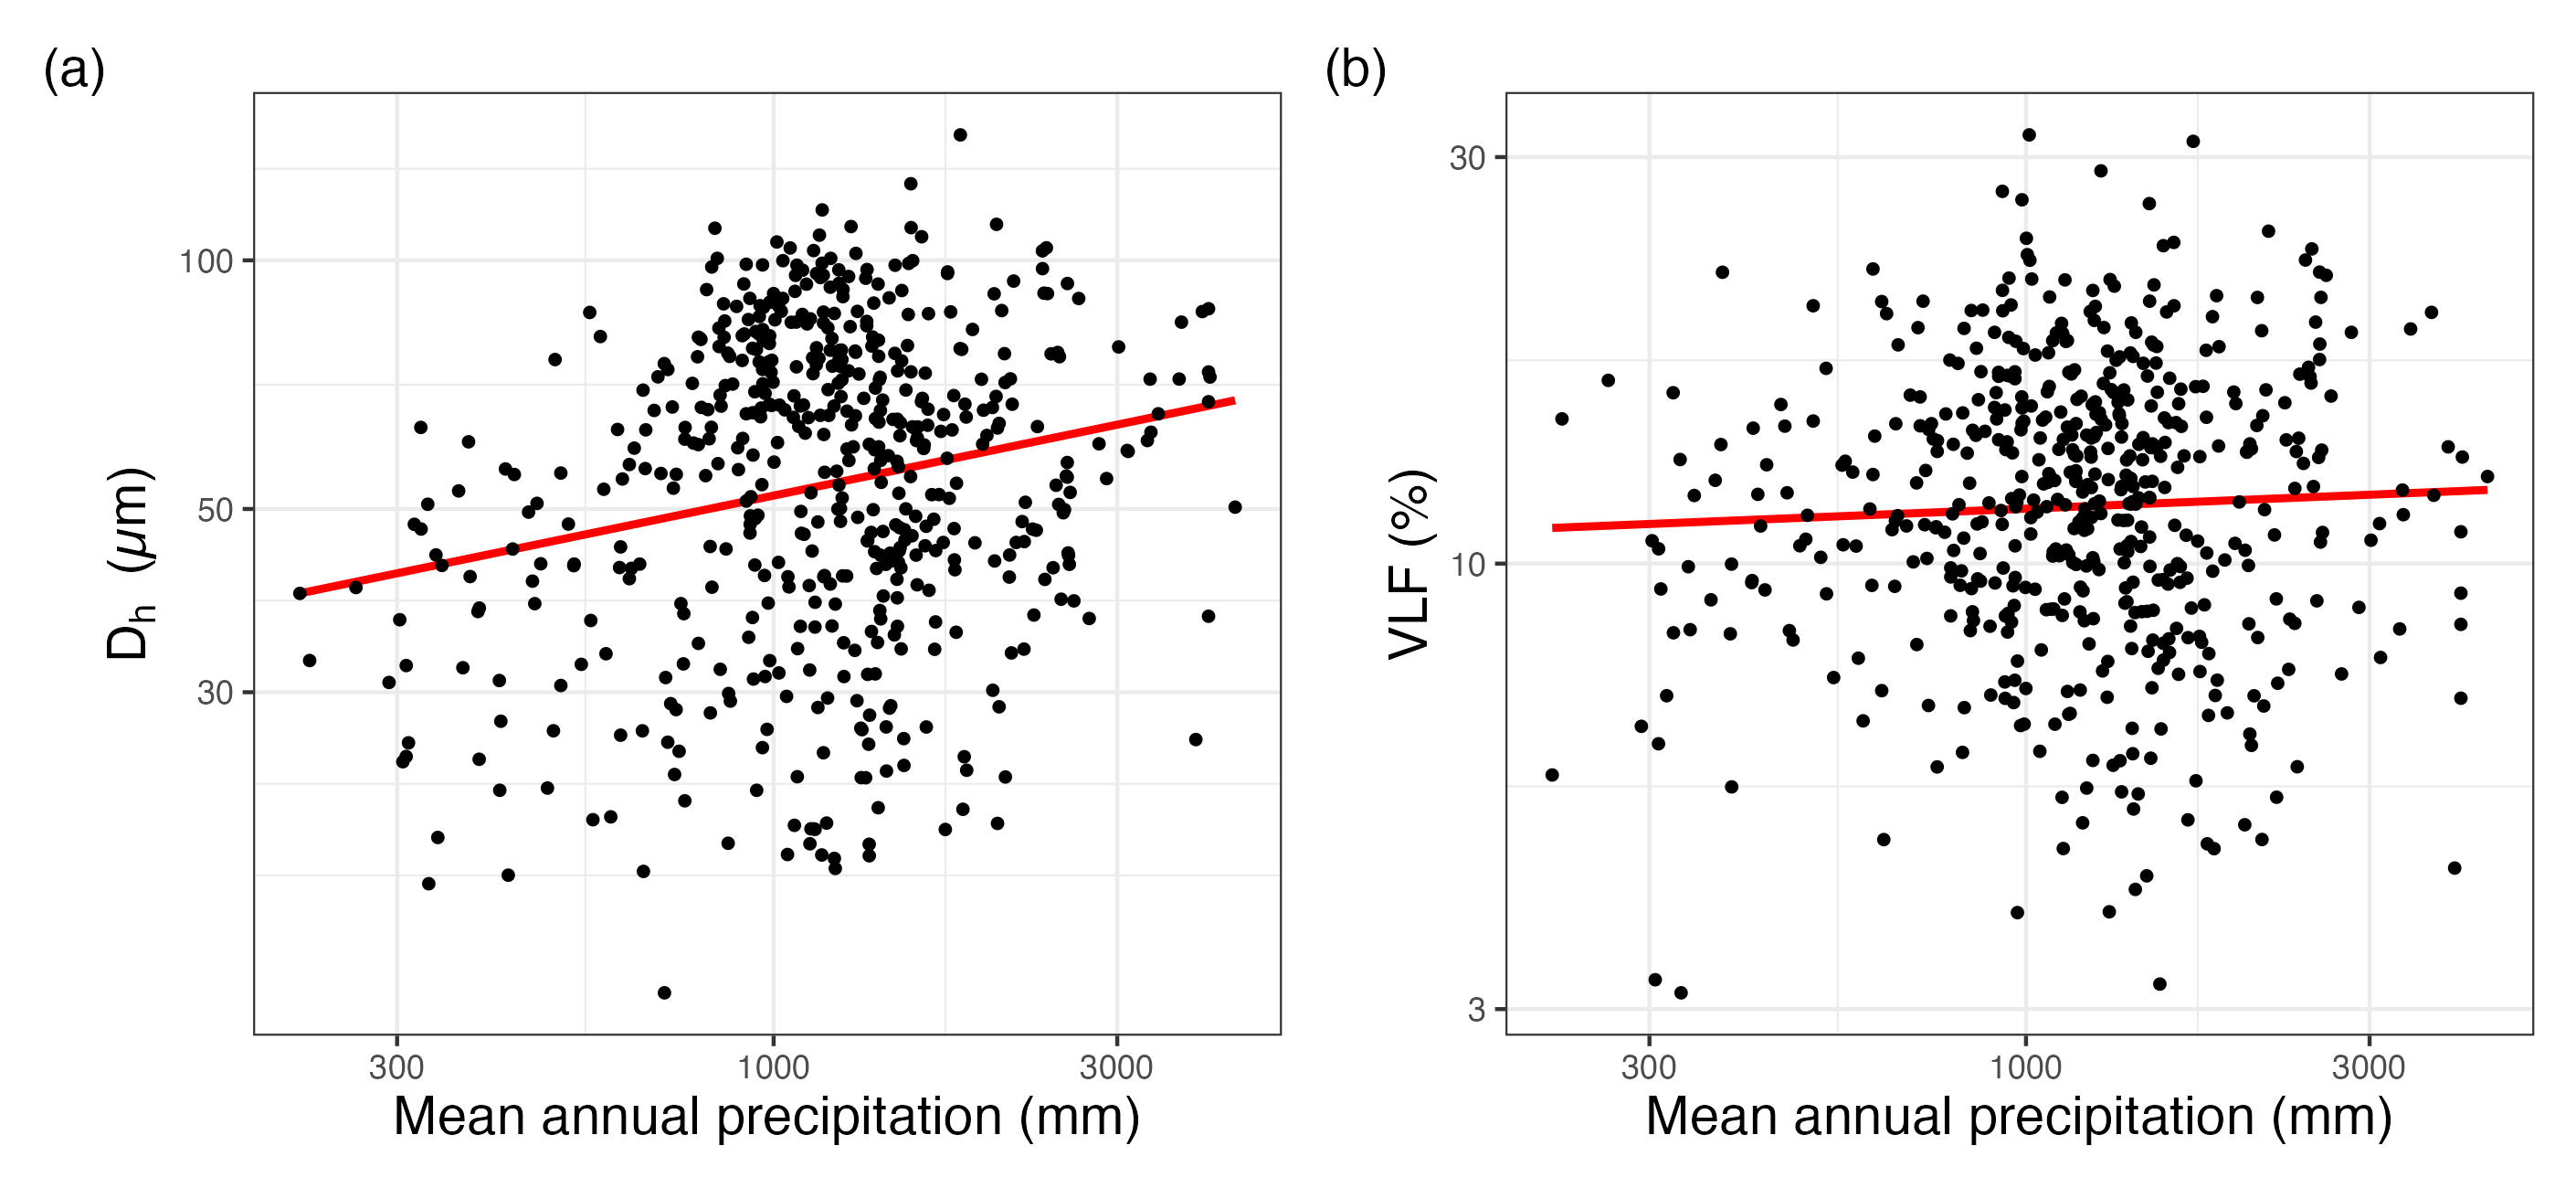 (a)
(b)
100
50
30
D_h (μm)
300 1000 3000
Mean annual precipitation (mm)
30
10
3
VLF (%)
300 1000 3000
Mean annual precipitation (mm)